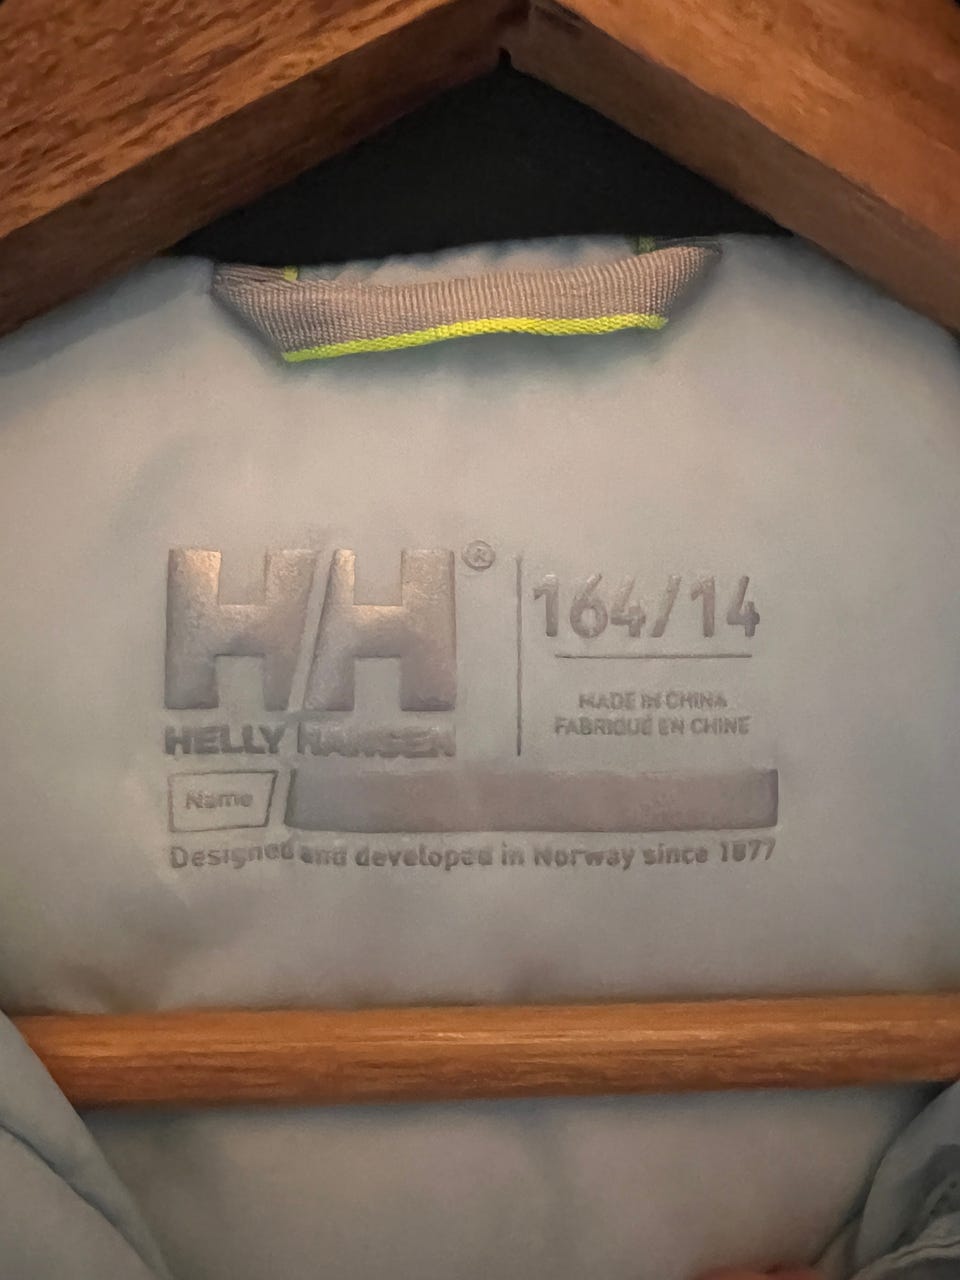 HH®
HELLY HANSEN
164/14
MADE IN CHINA
FABRIQUÉ EN CHINE
Name
Designed and developed in Norway since 1877